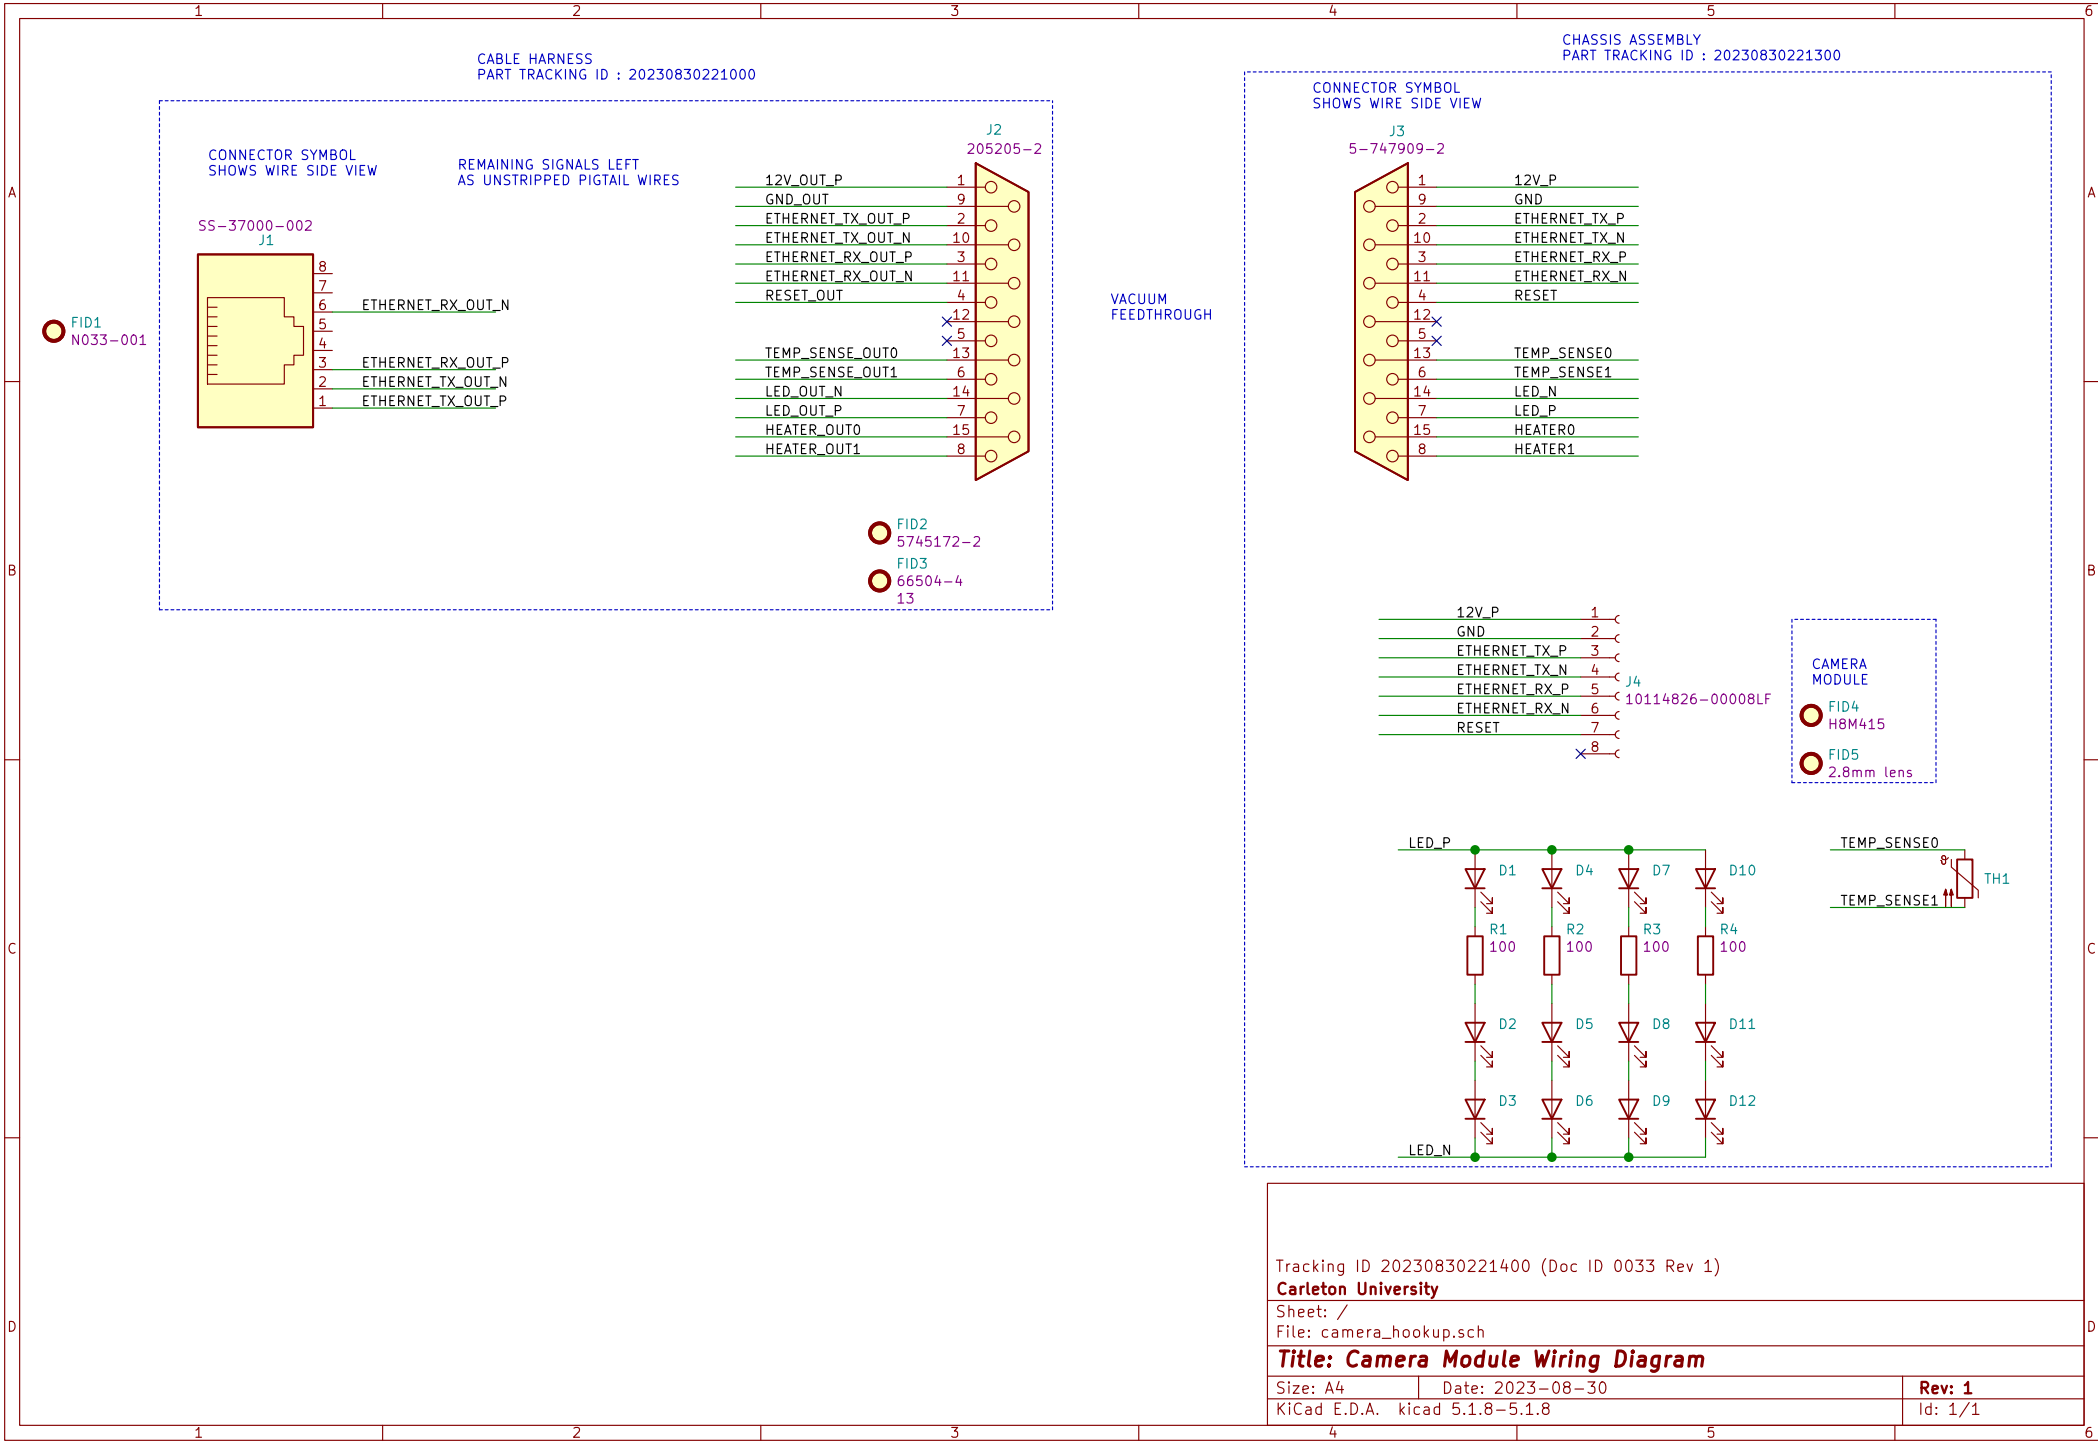 1 2 3 4 5 6
CABLE HARNESS
PART TRACKING ID : 20230830221000
CONNECTOR SYMBOL
SHOWS WIRE SIDE VIEW
REMAINING SIGNALS LEFT
AS UNSTRIPPED PIGTAIL WIRES
SS-37000-002
J1
8
7
6 ETHERNET_RX_OUT_N
5
4
3 ETHERNET_RX_OUT_P
2 ETHERNET_TX_OUT_N
1 ETHERNET_TX_OUT_P
FID1
N033-001
J2
205205-2
12V_OUT_P 1
GND_OUT 9
ETHERNET_TX_OUT_P 2
ETHERNET_TX_OUT_N 10
ETHERNET_RX_OUT_P 3
ETHERNET_RX_OUT_N 11
RESET_OUT 4
12
5
TEMP_SENSE_OUT0 13
TEMP_SENSE_OUT1 6
LED_OUT_N 14
LED_OUT_P 7
HEATER_OUT0 15
HEATER_OUT1 8
FID2
5745172-2
FID3
66504-4
13
VACUUM
FEEDTHROUGH
CHASSIS ASSEMBLY
PART TRACKING ID : 20230830221300
CONNECTOR SYMBOL
SHOWS WIRE SIDE VIEW
J3
5-747909-2
1 12V_P
9 GND
2 ETHERNET_TX_P
10 ETHERNET_TX_N
3 ETHERNET_RX_P
11 ETHERNET_RX_N
4 RESET
12
5
13 TEMP_SENSE0
6 TEMP_SENSE1
14 LED_N
7 LED_P
15 HEATER0
8 HEATER1
12V_P 1
GND 2
ETHERNET_TX_P 3
ETHERNET_TX_N 4
ETHERNET_RX_P 5
ETHERNET_RX_N 6
RESET 7
8
J4
10114826-00008LF
CAMERA
MODULE
FID4
H8M415
FID5
2.8mm lens
LED_P
D1 D4 D7 D10
R1 R2 R3 R4
100 100 100 100
D2 D5 D8 D11
D3 D6 D9 D12
LED_N
TEMP_SENSE0
ϑ
TH1
TEMP_SENSE1
A A
B B
C C
D D
Tracking ID 20230830221400 (Doc ID 0033 Rev 1)
Carleton University
Sheet: /
File: camera_hookup.sch
Title: Camera Module Wiring Diagram
Size: A4 Date: 2023-08-30 Rev: 1
KiCad E.D.A. kicad 5.1.8-5.1.8 Id: 1/1
1 2 3 4 5 6